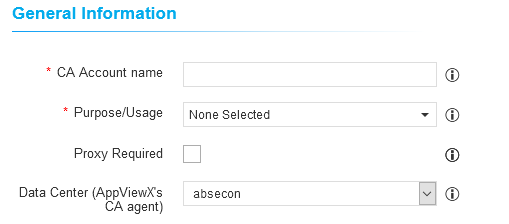 General Information
* CA Account name
* Purpose/Usage None Selected
Proxy Required
Data Center (AppViewX's
CA agent) absecon